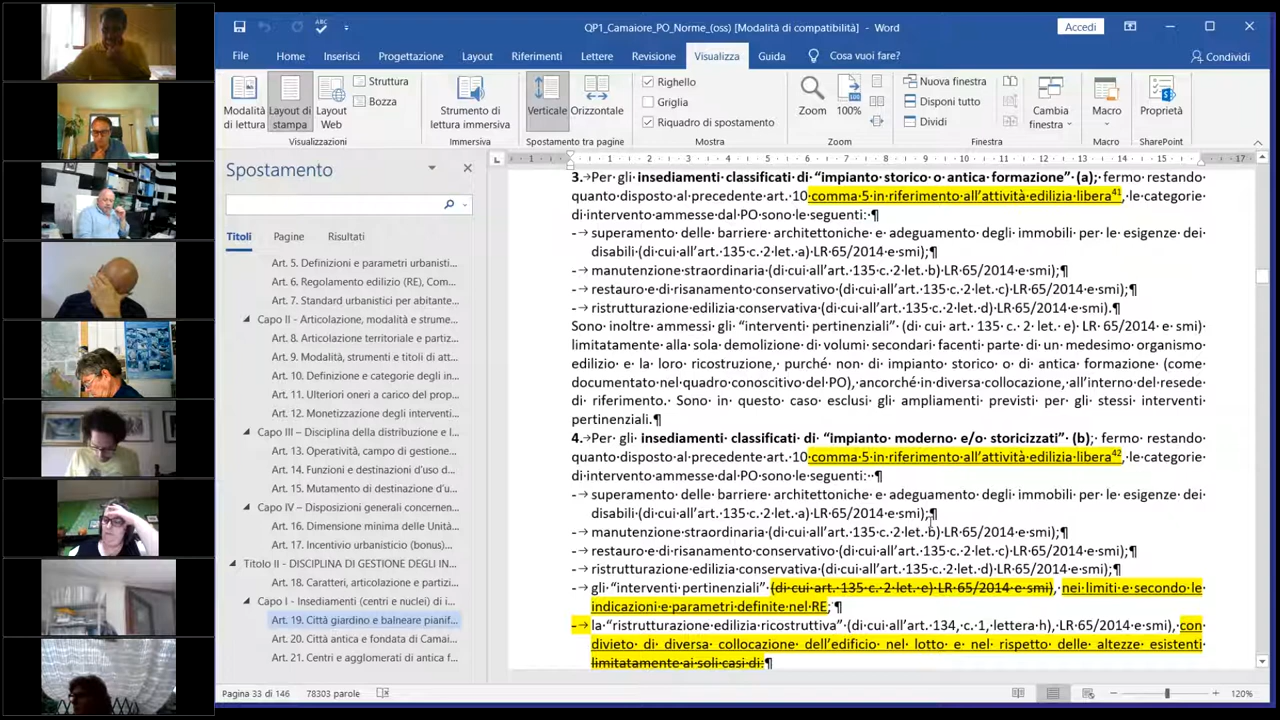 QP1_Camaiore_PO_Norme_(oss) [Modalità di compatibilità] - Word
Accedi
File Home Inserisci Progettazione Layout Riferimenti Lettere Revisione Visualizza Guida Cosa vuoi fare? Condividi
Modalità di lettura
Layout di stampa
Layout Web
Struttura
Bozza
Visualizzazioni
Strumento di lettura immersiva
Immersiva
Verticale
Orizzontale
Spostamento tra pagine
Righello
Griglia
Riquadro di spostamento
Mostra
Zoom
100%
Zoom
Nuova finestra
Disponi tutto
Dividi
Cambia finestra
Finestra
Macro
Macro
Proprietà
SharePoint
Spostamento
Titoli Pagine Risultati
Art. 5. Definizioni e parametri urbanisti...
Art. 6. Regolamento edilizio (RE), Com...
Art. 7. Standard urbanistici per abitante...
Capo II - Articolazione, modalità e strume...
Art. 8. Articolazione territoriale e partiz...
Art. 9. Modalità, strumenti e titoli di att...
Art. 10. Definizione e categorie degli in...
Art. 11. Ulteriori oneri a carico del prop...
Art. 12. Monetizzazione degli interventi...
Capo III – Disciplina della distribuzione e l...
Art. 13. Operatività, campo di gestione...
Art. 14. Funzioni e destinazioni d'uso d...
Art. 15. Mutamento di destinazione d'u...
Capo IV – Disposizioni generali concernen...
Art. 16. Dimensione minima delle Unità...
Art. 17. Incentivo urbanisticio (bonus)...
Titolo II - DISCIPLINA DI GESTIONE DEGLI IN...
Art. 18. Caratteri, articolazione e partizi...
Capo I - Insediamenti (centri e nuclei) di i...
Art. 19. Città giardino e balneare pianif...
Art. 20. Città antica e fondata di Camai...
Art. 21. Centri e agglomerati di antica f...
3.→Per gli insediamenti classificati di “impianto storico o antica formazione” (a); fermo restando
quanto disposto al precedente art. 10 comma 5 in riferimento all’attività edilizia libera41, le categorie
di intervento ammesse dal PO sono le seguenti: ¶
-→superamento delle barriere architettoniche e adeguamento degli immobili per le esigenze dei
disabili (di cui all’art. 135 c. 2 let. a) LR 65/2014 e smi);¶
-→manutenzione straordinaria (di cui all’art. 135 c. 2 let. b) LR 65/2014 e smi);¶
-→restauro e di risanamento conservativo (di cui all’art. 135 c. 2 let. c) LR 65/2014 e smi);¶
-→ristrutturazione edilizia conservativa (di cui all’art. 135 c. 2 let. d) LR 65/2014 e smi).¶
Sono inoltre ammessi gli “interventi pertinenziali” (di cui art. 135 c. 2 let. e) LR 65/2014 e smi)
limitatamente alla sola demolizione di volumi secondari facenti parte di un medesimo organismo
edilizio e la loro ricostruzione, purché non di impianto storico o di antica formazione (come
documentato nel quadro conoscitivo del PO), ancorché in diversa collocazione, all’interno del resede
di riferimento. Sono in questo caso esclusi gli ampliamenti previsti per gli stessi interventi
pertinenziali.¶
4.→Per gli insediamenti classificati di “impianto moderno e/o storicizzati” (b); fermo restando
quanto disposto al precedente art. 10 comma 5 in riferimento all’attività edilizia libera42, le categorie
di intervento ammesse dal PO sono le seguenti: ¶
-→superamento delle barriere architettoniche e adeguamento degli immobili per le esigenze dei
disabili (di cui all’art. 135 c. 2 let. a) LR 65/2014 e smi);¶
-→manutenzione straordinaria (di cui all’art. 135 c. 2 let. b) LR 65/2014 e smi);¶
-→restauro e di risanamento conservativo (di cui all’art. 135 c. 2 let. c) LR 65/2014 e smi);¶
-→ristrutturazione edilizia conservativa (di cui all’art. 135 c. 2 let. d) LR 65/2014 e smi);¶
-→gli “interventi pertinenziali” (di cui art. 135 c. 2 let. e) LR 65/2014 e smi), nei limiti e secondo le
indicazioni e parametri definite nel RE; ¶
-→la “ristrutturazione edilizia ricostruttiva” (di cui all’art. 134, c. 1, lettera h), LR 65/2014 e smi), con
divieto di diversa collocazione dell’edificio nel lotto e nel rispetto delle altezze esistenti
limitatamente ai soli casi di: ¶
Pagina 33 di 146 78303 parole 120%